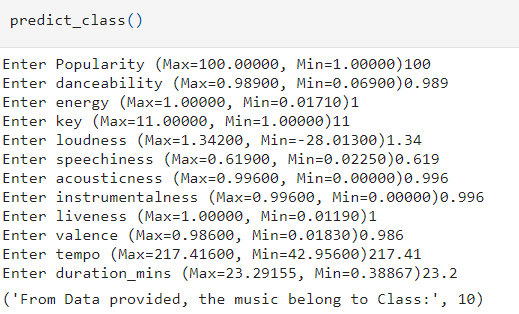 predict_class()
Enter Popularity (Max=100.00000, Min=1.00000)100
Enter danceability (Max=0.98900, Min=0.06900)0.989
Enter energy (Max=1.00000, Min=0.01710)1
Enter key (Max=11.00000, Min=1.00000)11
Enter loudness (Max=1.34200, Min=-28.01300)1.34
Enter speechiness (Max=0.61900, Min=0.02250)0.619
Enter acousticness (Max=0.99600, Min=0.00000)0.996
Enter instrumentalness (Max=0.99600, Min=0.00000)0.996
Enter liveness (Max=1.00000, Min=0.01190)1
Enter valence (Max=0.98600, Min=0.01830)0.986
Enter tempo (Max=217.41600, Min=42.95600)217.41
Enter duration_mins (Max=23.29155, Min=0.38867)23.2
('From Data provided, the music belong to Class:', 10)